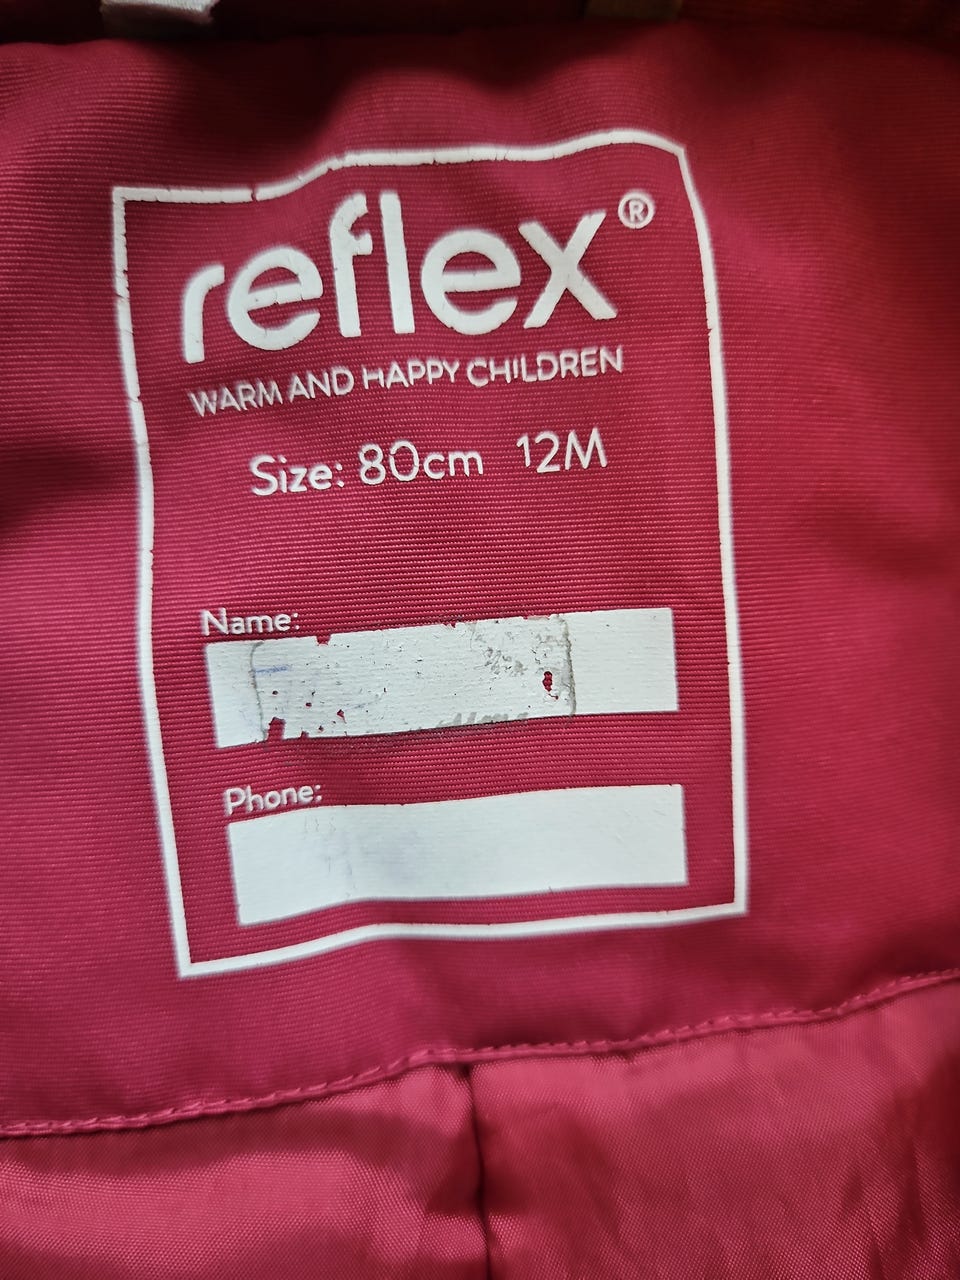 reflex®
WARM AND HAPPY CHILDREN
Size: 80cm 12M
Name:
Phone: